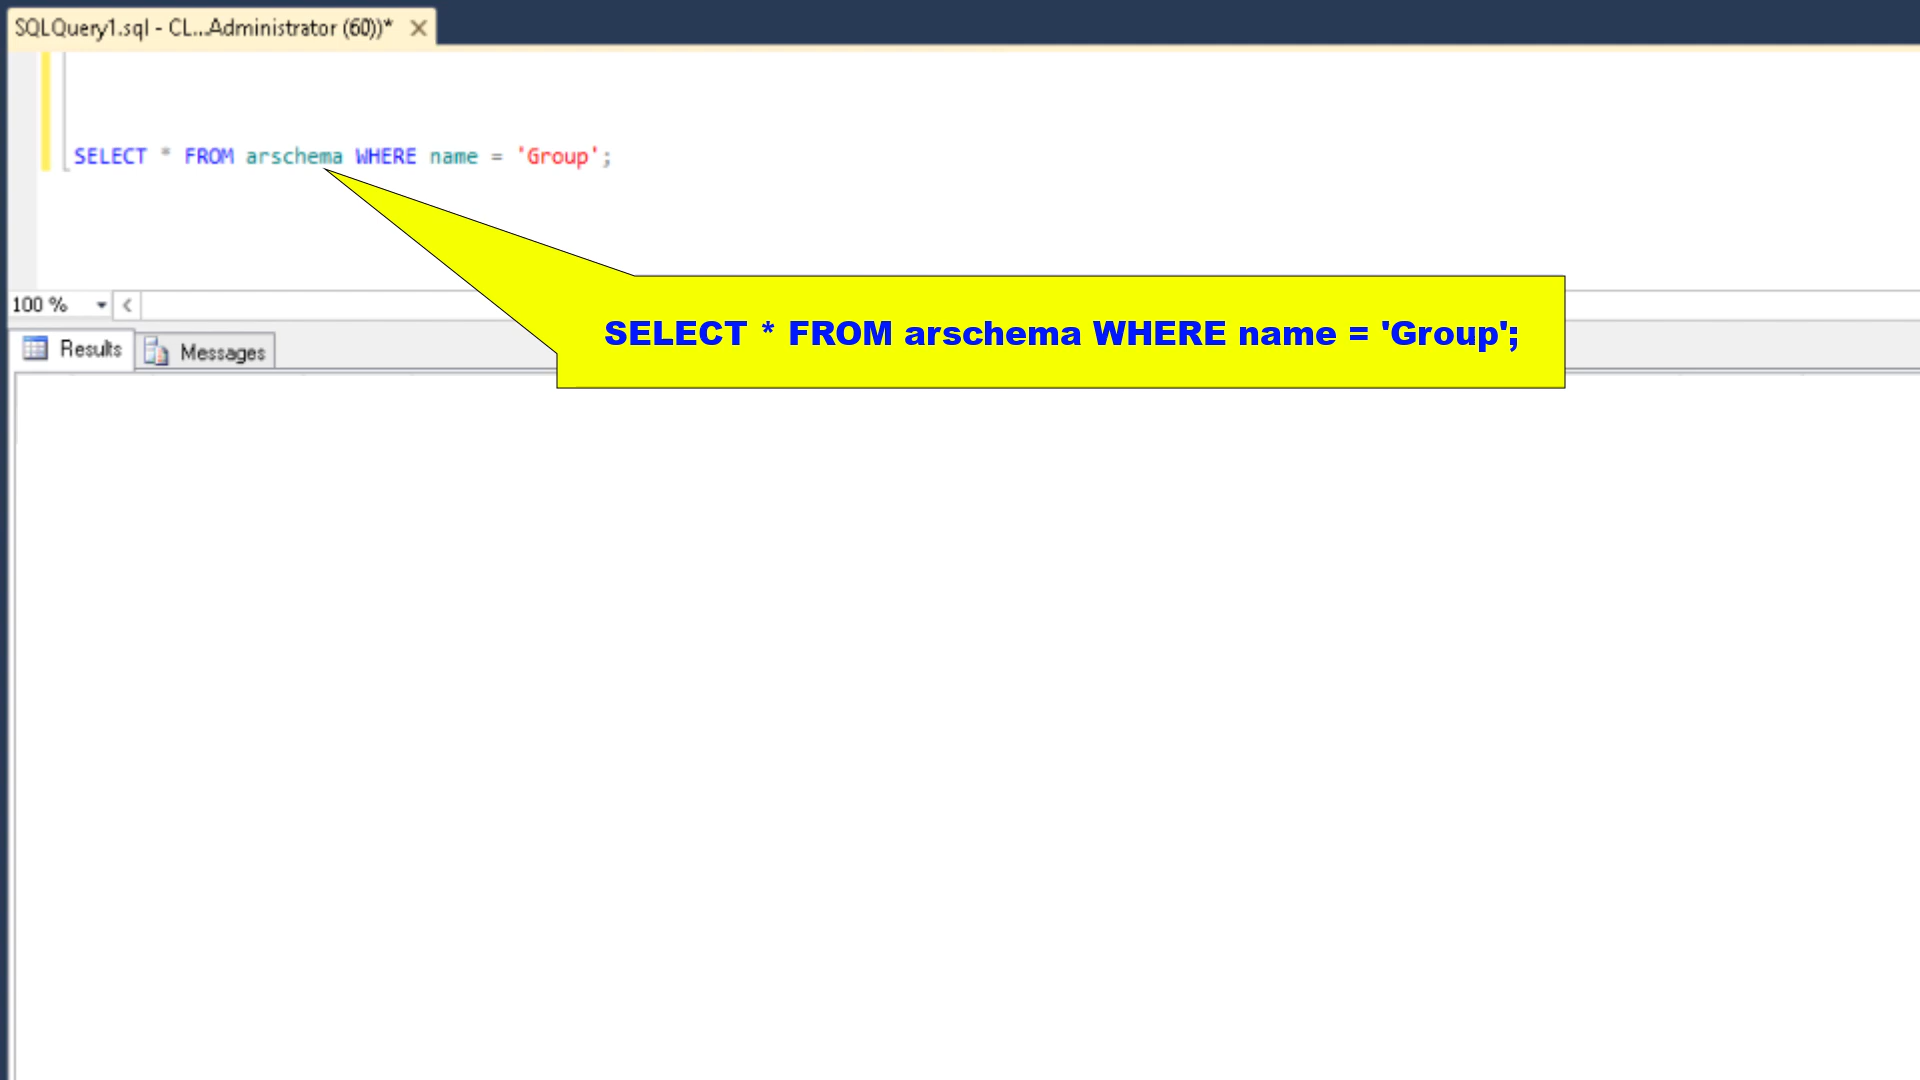 SQLQuery1.sql - CL...Administrator (60))*
SELECT * FROM arschema WHERE name = 'Group';
SELECT * FROM arschema WHERE name = 'Group';
100 %
Results Messages